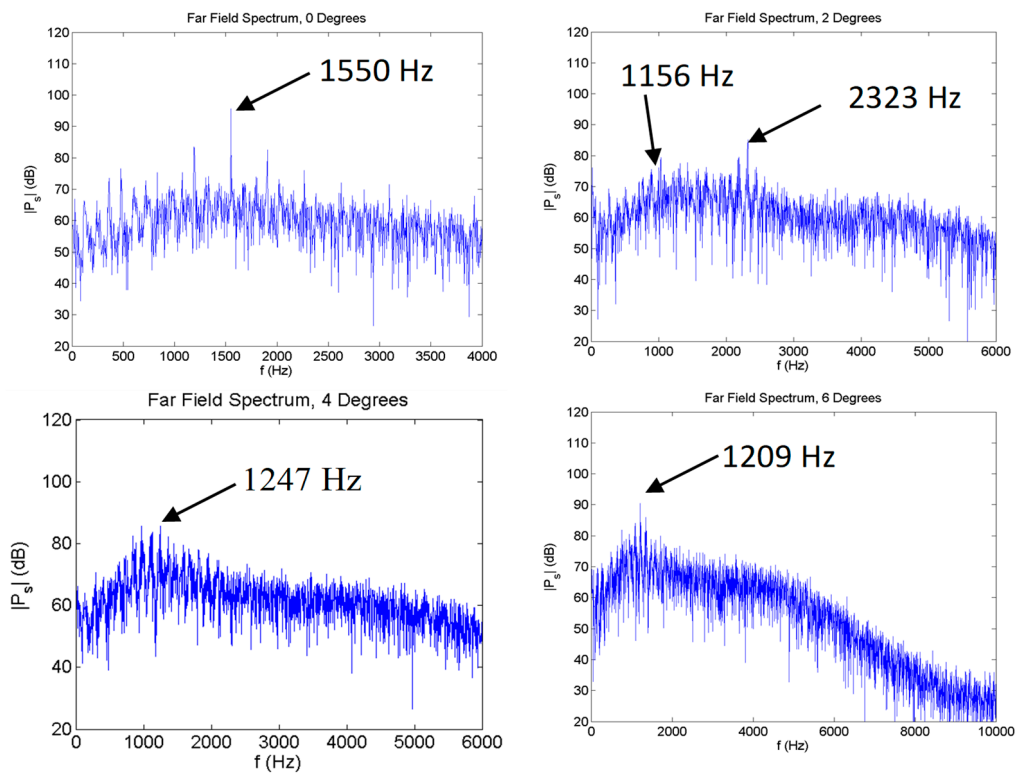 Far Field Spectrum, 0 Degrees
120
110
100
90
80
70
60
50
40
30
20
|Ps| (dB)
1550 Hz
0 500 1000 1500 2000 2500 3000 3500 4000
f (Hz)
Far Field Spectrum, 2 Degrees
120
110
100
90
80
70
60
50
40
30
20
|Ps| (dB)
1156 Hz
2323 Hz
0 1000 2000 3000 4000 5000 6000
f (Hz)
Far Field Spectrum, 4 Degrees
120
100
80
60
40
20
|Ps| (dB)
1247 Hz
0 1000 2000 3000 4000 5000 6000
f (Hz)
Far Field Spectrum, 6 Degrees
120
110
100
90
80
70
60
50
40
30
20
|Ps| (dB)
1209 Hz
0 2000 4000 6000 8000 10000
f (Hz)